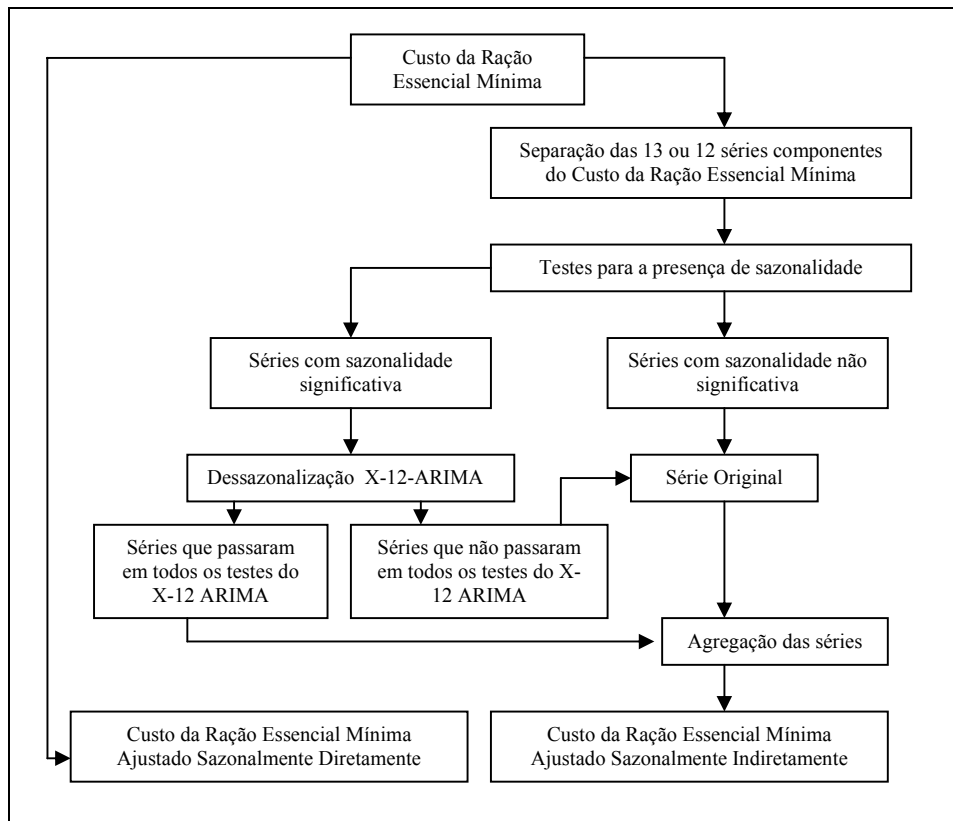 Custo da Ração
Essencial Mínima
Separação das 13 ou 12 séries componentes
do Custo da Ração Essencial Mínima
Testes para a presença de sazonalidade
Séries com sazonalidade
significativa
Séries com sazonalidade não
significativa
Dessazonalização X-12-ARIMA
Série Original
Séries que passaram
em todos os testes do
X-12 ARIMA
Séries que não passaram
em todos os testes do X-
12 ARIMA
Agregação das séries
Custo da Ração Essencial Mínima
Ajustado Sazonalmente Diretamente
Custo da Ração Essencial Mínima
Ajustado Sazonalmente Indiretamente